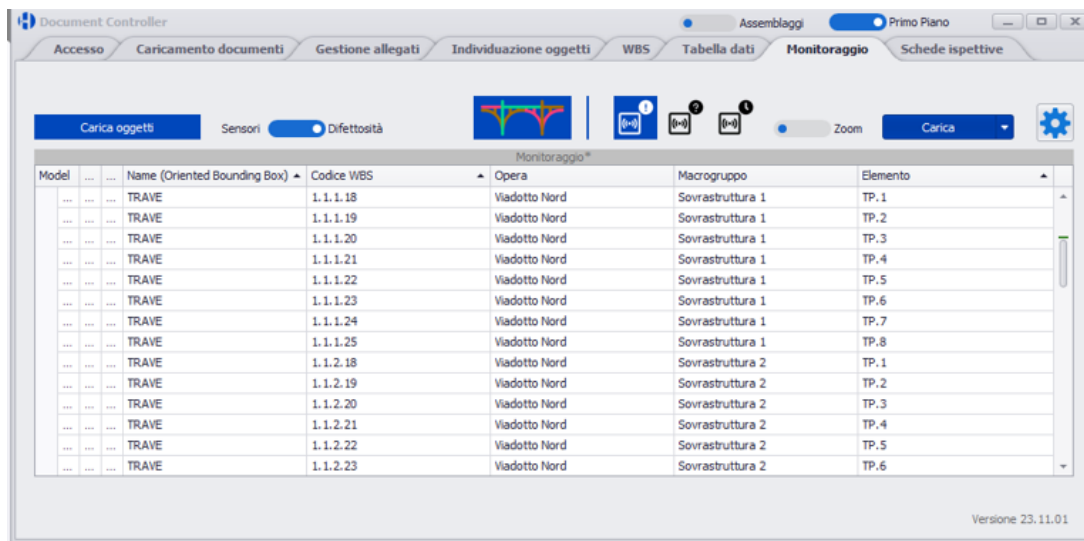 Document Controller Assemblaggi Primo Piano
Accesso Caricamento documenti Gestione allegati Individuazione oggetti WBS Tabella dati Monitoraggio Schede ispettive
Carica oggetti Sensori Difettosità Zoom Carica
Monitoraggio*
Model ... ... Name (Oriented Bounding Box) Codice WBS Opera Macrogruppo Elemento
... ... ... TRAVE 1.1.1.18 Viadotto Nord Sovrastruttura 1 TP.1
... ... ... TRAVE 1.1.1.19 Viadotto Nord Sovrastruttura 1 TP.2
... ... ... TRAVE 1.1.1.20 Viadotto Nord Sovrastruttura 1 TP.3
... ... ... TRAVE 1.1.1.21 Viadotto Nord Sovrastruttura 1 TP.4
... ... ... TRAVE 1.1.1.22 Viadotto Nord Sovrastruttura 1 TP.5
... ... ... TRAVE 1.1.1.23 Viadotto Nord Sovrastruttura 1 TP.6
... ... ... TRAVE 1.1.1.24 Viadotto Nord Sovrastruttura 1 TP.7
... ... ... TRAVE 1.1.1.25 Viadotto Nord Sovrastruttura 1 TP.8
... ... ... TRAVE 1.1.2.18 Viadotto Nord Sovrastruttura 2 TP.1
... ... ... TRAVE 1.1.2.19 Viadotto Nord Sovrastruttura 2 TP.2
... ... ... TRAVE 1.1.2.20 Viadotto Nord Sovrastruttura 2 TP.3
... ... ... TRAVE 1.1.2.21 Viadotto Nord Sovrastruttura 2 TP.4
... ... ... TRAVE 1.1.2.22 Viadotto Nord Sovrastruttura 2 TP.5
... ... ... TRAVE 1.1.2.23 Viadotto Nord Sovrastruttura 2 TP.6
Versione 23.11.01